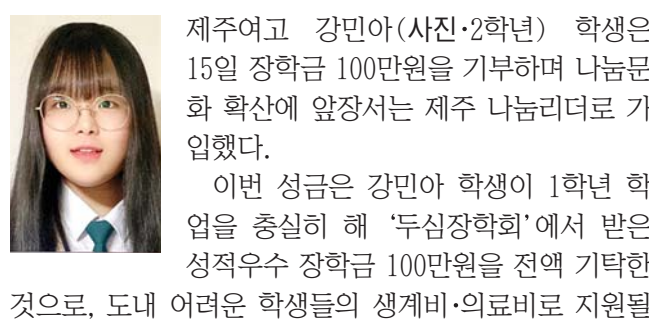 제주여고 강민아(사진·2학년) 학생은
15일 장학금 100만원을 기부하며 나눔문
화 확산에 앞장서는 제주 나눔리더로 가
입했다.
이번 성금은 강민아 학생이 1학년 학
업을 충실히 해 ‘두심장학회’에서 받은
성적우수 장학금 100만원을 전액 기탁한
것으로, 도내 어려운 학생들의 생계비·의료비로 지원될